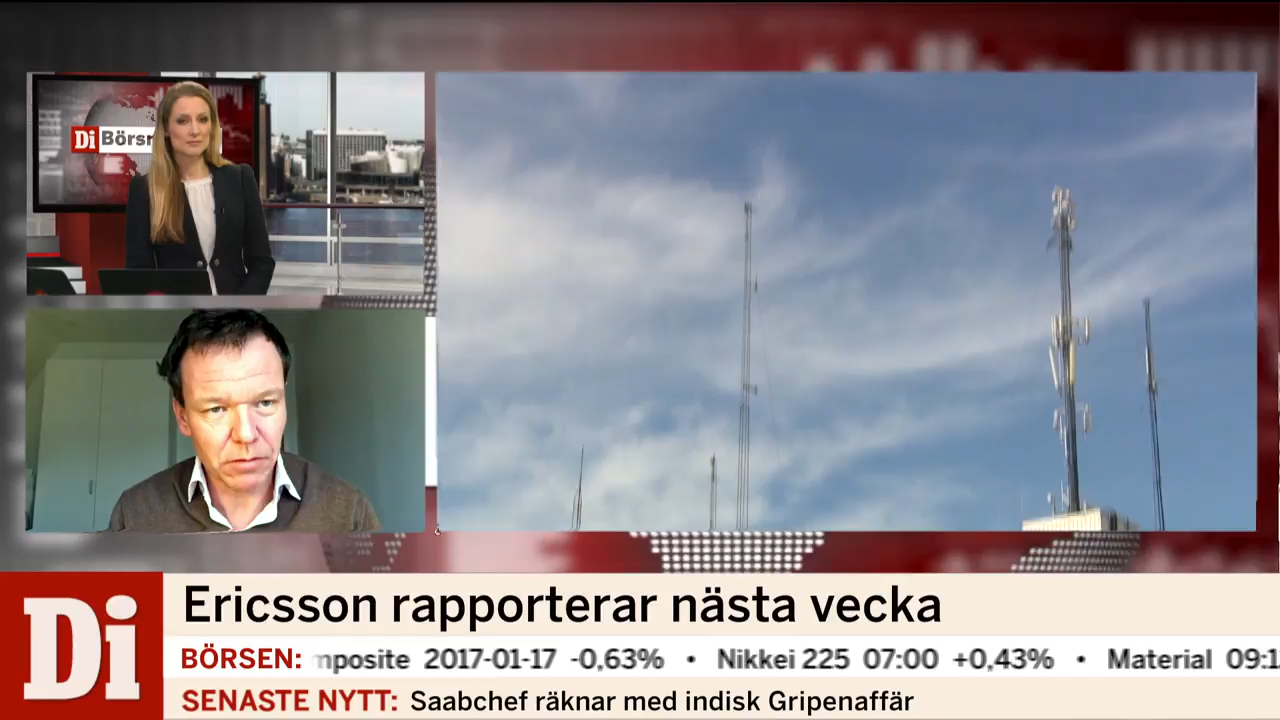 Di Börsn
Di
Ericsson rapporterar nästa vecka
BÖRSEN: mposite 2017-01-17 -0,63% • Nikkei 225 07:00 +0,43% • Material 09:1
SENASTE NYTT: Saabchef räknar med indisk Gripenaffär